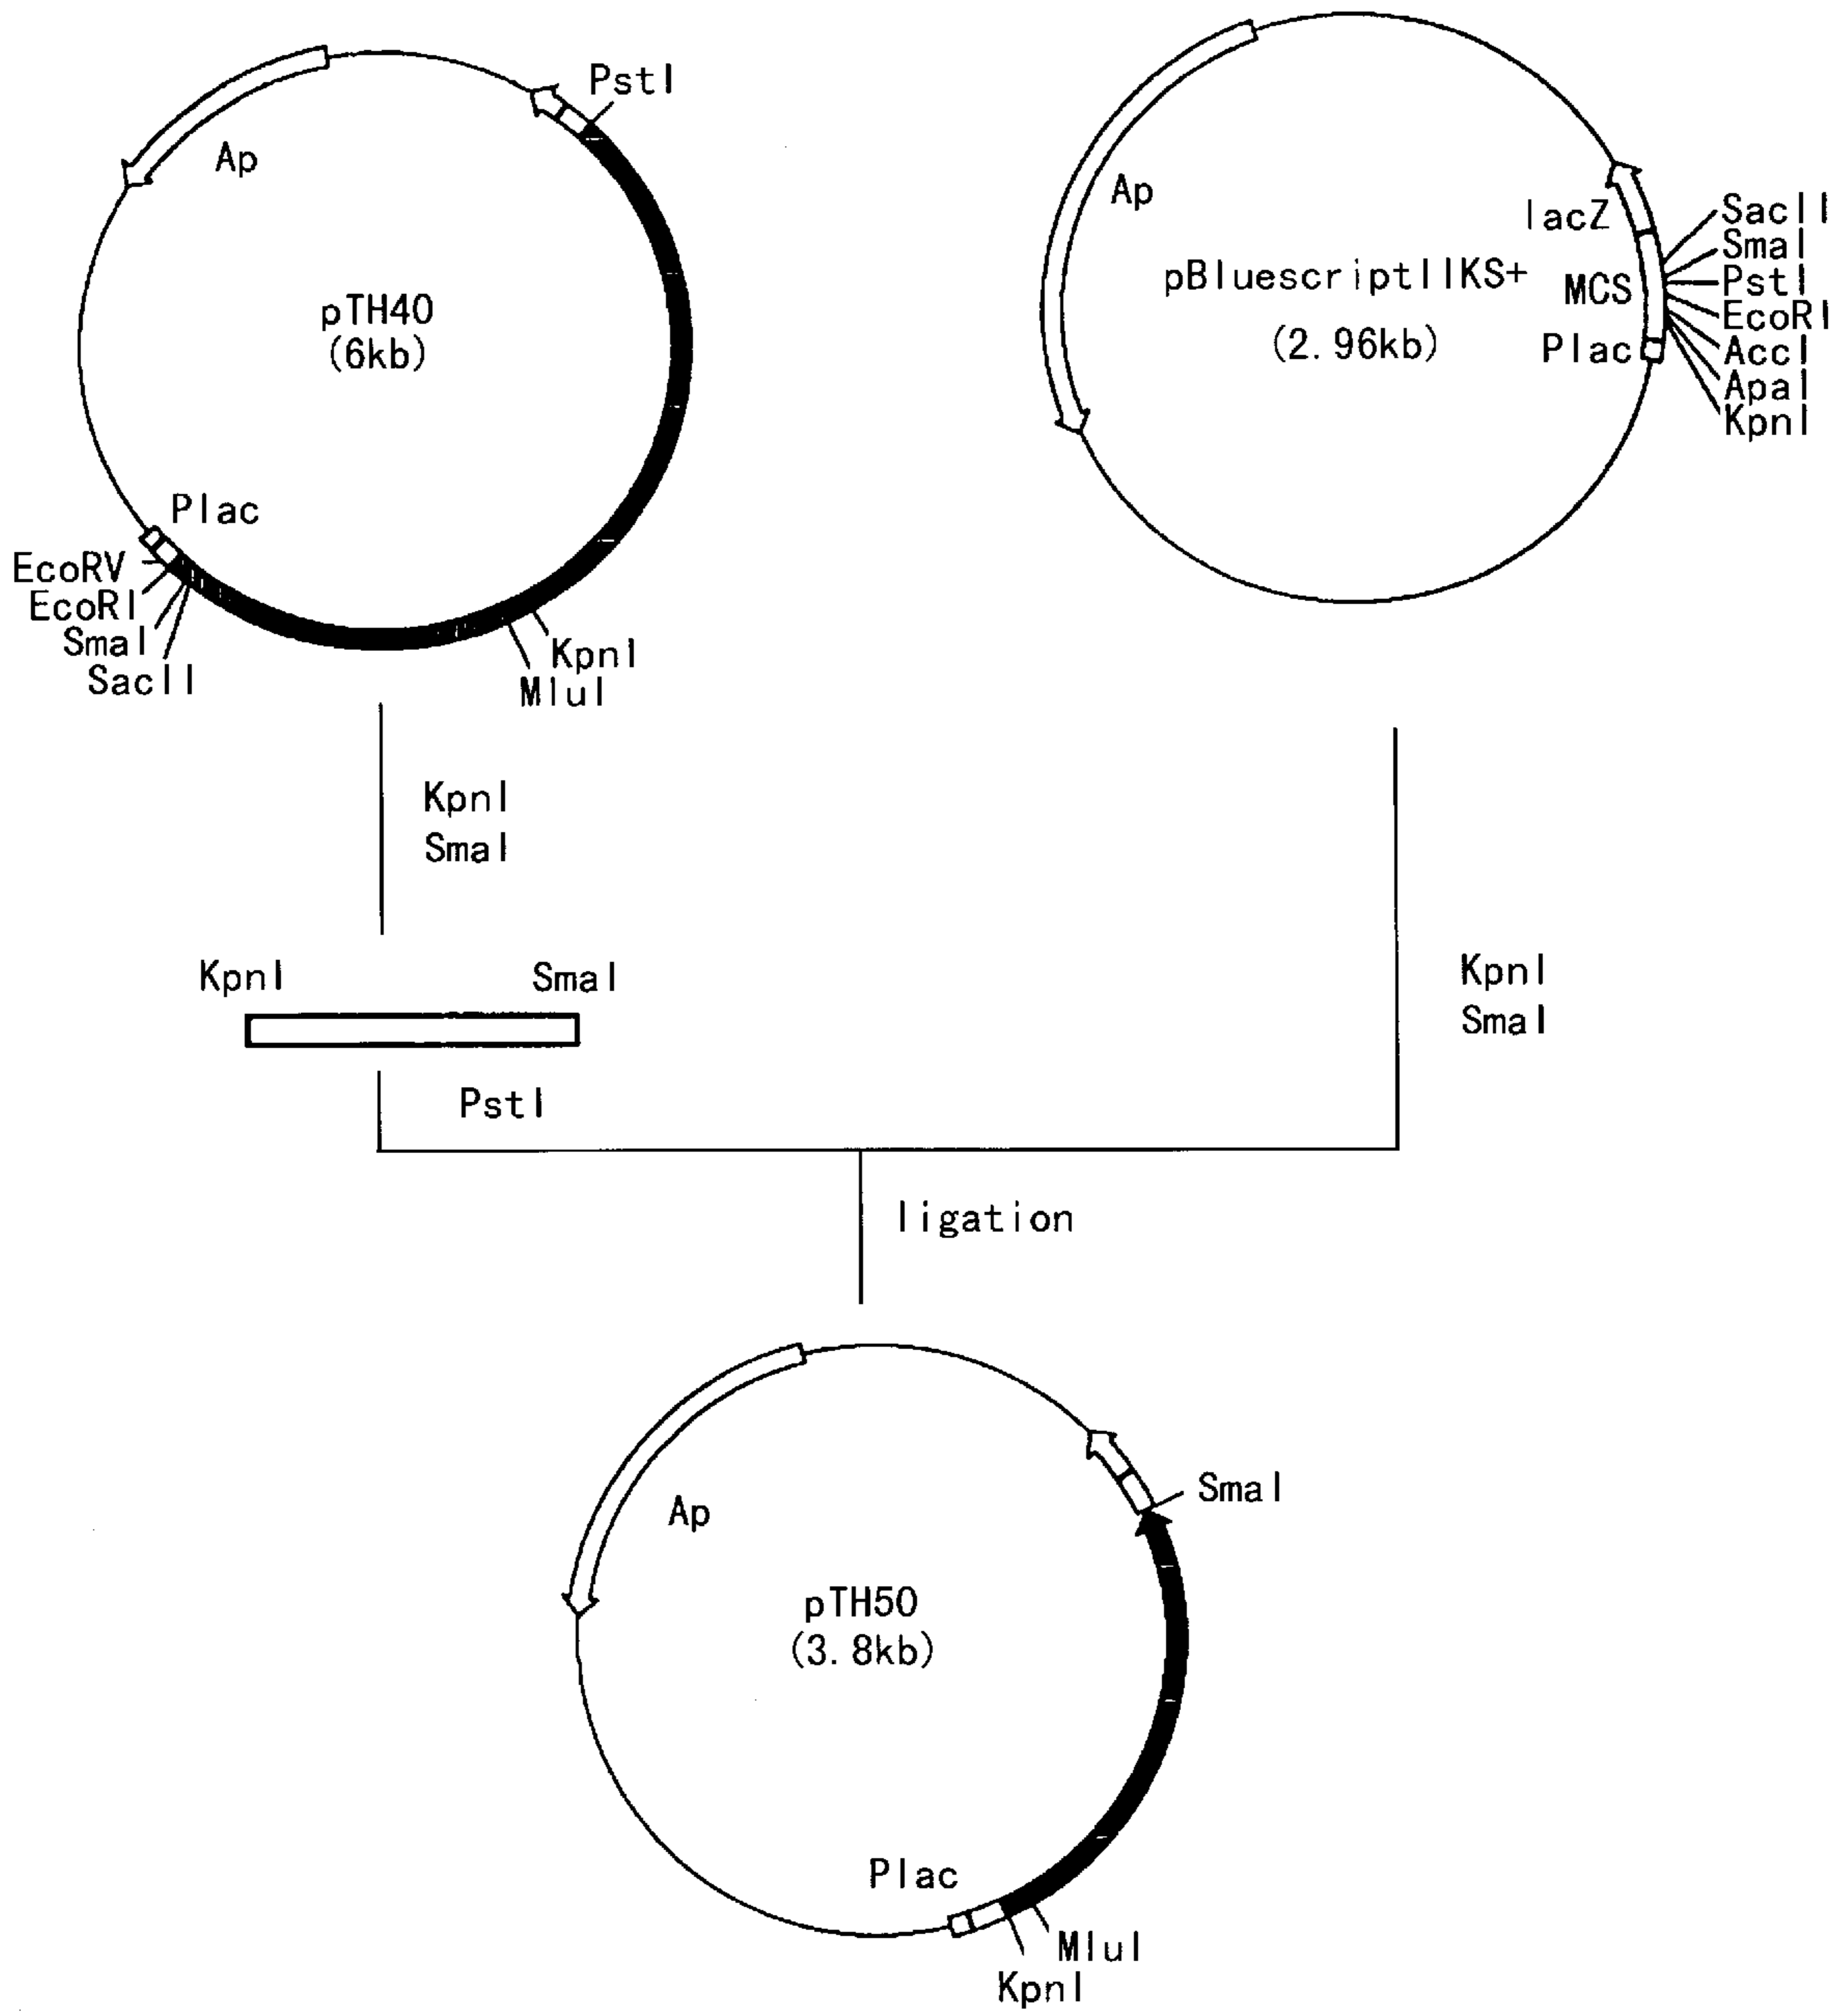 PstI
Ap
pTH40
(6kb)
Plac
EcoRV
EcoRI
SmaI
SacII
KpnI
MluI
Ap
pBluescriptIIKS+
(2.96kb)
lacZ
MCS
Plac
SacII
SmaI
PstI
EcoRI
AccI
ApaI
KpnI
KpnI
SmaI
KpnI
SmaI
PstI
KpnI
SmaI
ligation
Ap
pTH50
(3.8kb)
SmaI
Plac
MluI
KpnI